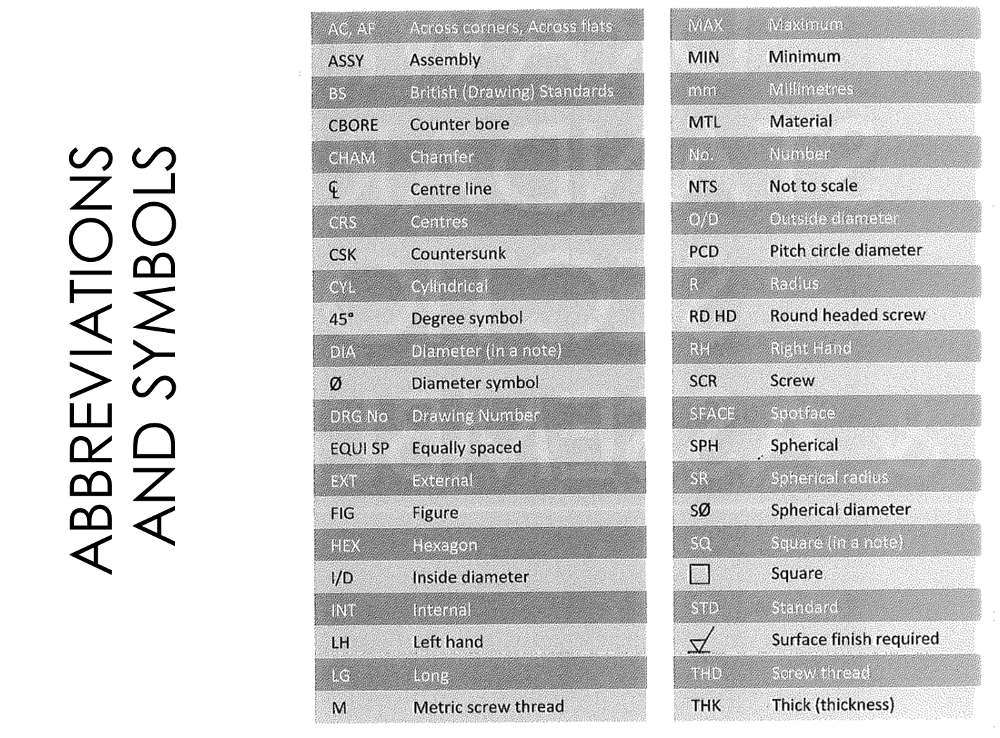 ABBREVIATIONS
AND SYMBOLS
AC, AF Across corners, Across flats
ASSY Assembly
BS British (Drawing) Standards
CBORE Counter bore
CHAM Chamfer
℄ Centre line
CRS Centres
CSK Countersunk
CYL Cylindrical
45° Degree symbol
DIA Diameter (in a note)
Ø Diameter symbol
DRG No Drawing Number
EQUI SP Equally spaced
EXT External
FIG Figure
HEX Hexagon
I/D Inside diameter
INT Internal
LH Left hand
LG Long
M Metric screw thread
MAX Maximum
MIN Minimum
mm Millimetres
MTL Material
No. Number
NTS Not to scale
O/D Outside diameter
PCD Pitch circle diameter
R Radius
RD HD Round headed screw
RH Right Hand
SCR Screw
SFACE Spotface
SPH Spherical
SR Spherical radius
SØ Spherical diameter
SQ Square (in a note)
Square
STD Standard
Surface finish required
THD Screw thread
THK Thick (thickness)